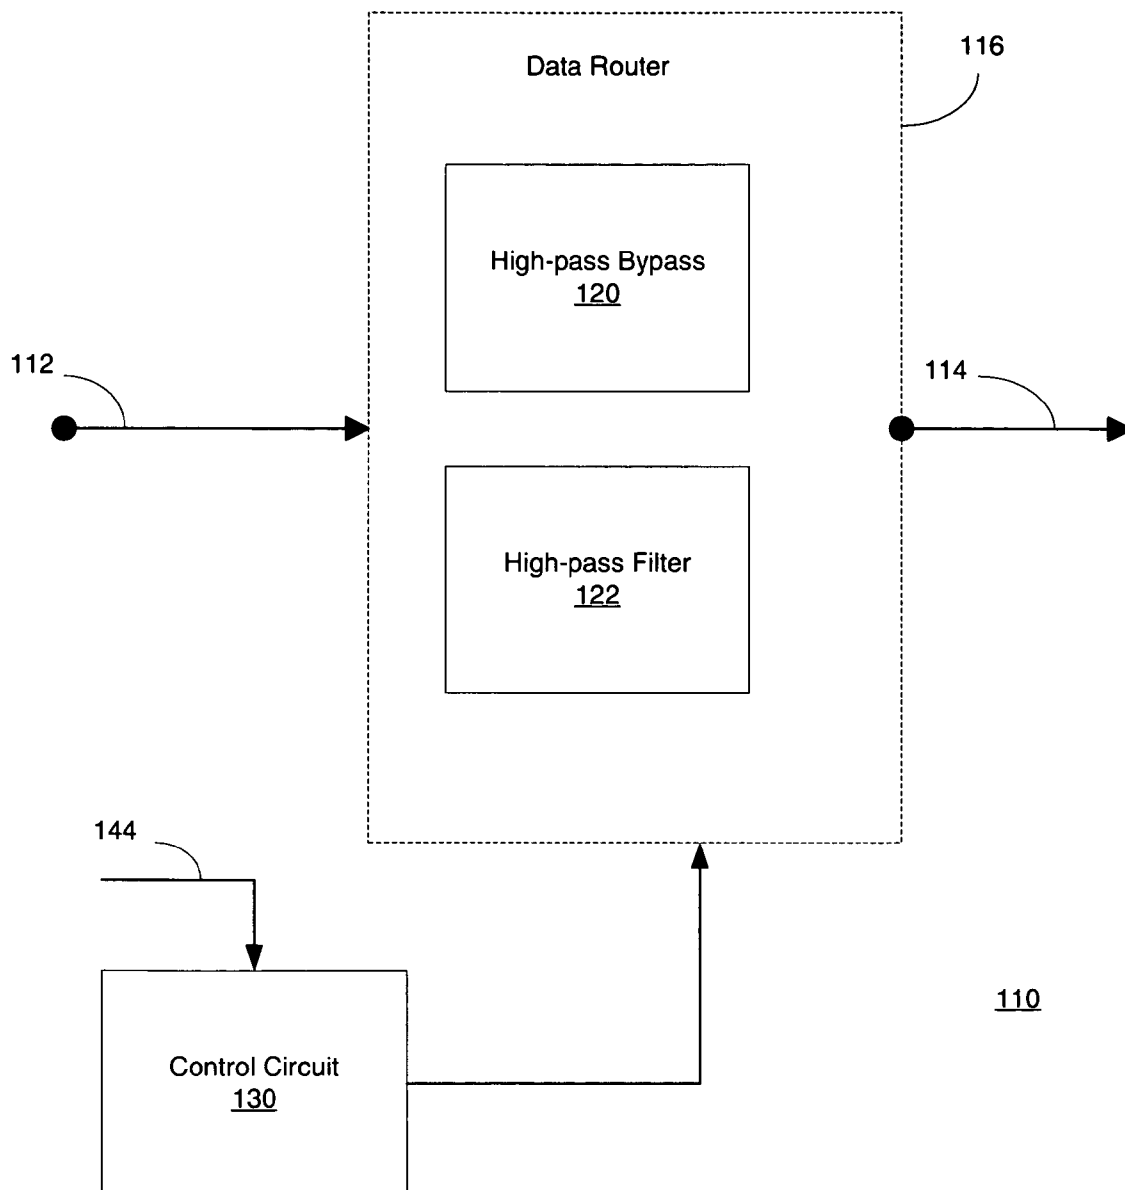 Data Router
116
High-pass Bypass
120
112
114
High-pass Filter
122
144
110
Control Circuit
130